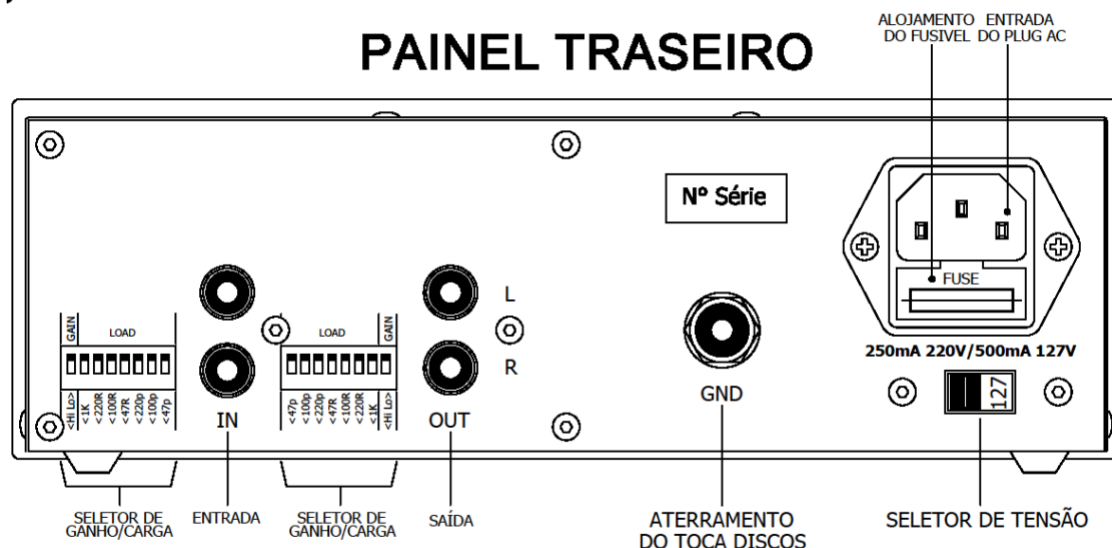 PAINEL TRASEIRO
ALOJAMENTO
DO FUSIVEL
ENTRADA
DO PLUG AC
Nº Série
FUSE
250mA 220V/500mA 127V
127
L
R
GAIN
LOAD
<Hi Lo>
<1K
<220R
<100R
<47R
<220p
<100p
<47p
IN
LOAD
GAIN
<47p
<100p
<220p
<47R
<100R
<220R
<1K
<Hi Lo>
OUT
GND
SELETOR DE
GANHO/CARGA
ENTRADA
SELETOR DE
GANHO/CARGA
SAÍDA
ATERRAMENTO
DO TOCA DISCOS
SELETOR DE TENSÃO